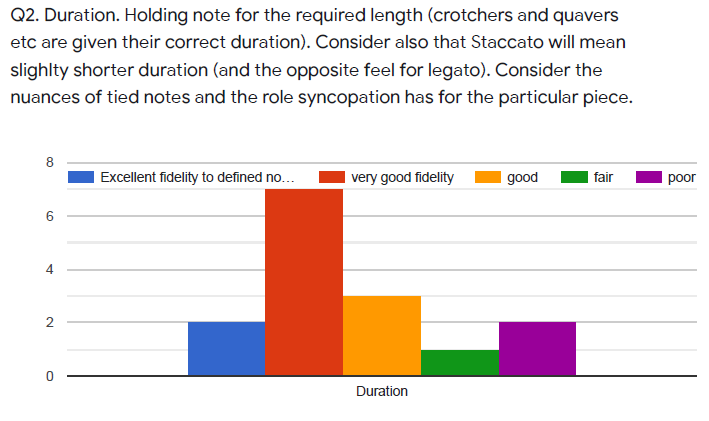 Q2. Duration. Holding note for the required length (crotchers and quavers
etc are given their correct duration). Consider also that Staccato will mean
slighlty shorter duration (and the opposite feel for legato). Consider the
nuances of tied notes and the role syncopation has for the particular piece.
8
Excellent fidelity to defined no... very good fidelity good fair poor
6
4
2
0
Duration